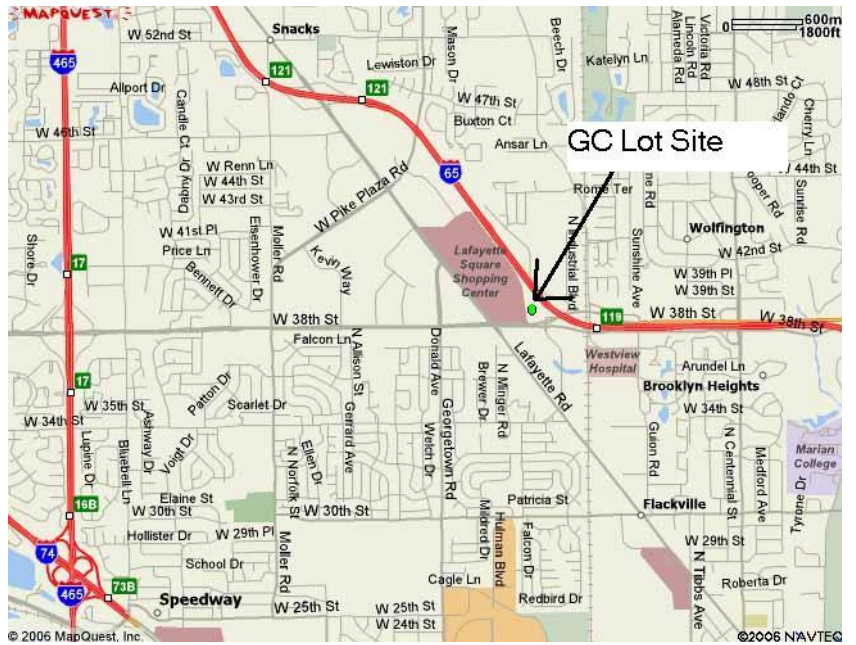 MAPQUEST
W 52nd St
Snacks
600m
0
1800ft
465
121
Lewiston Dr
Mason Dr
Beech Dr
Katelyn Ln
Victoria Rd
Lincoln Rd
Alameda Rd
Allport Dr
121
W 47th St
W 48th St
Candle Ct
Buxton Ct
Cherry Ln
W 46th St
Ansar Ln
GC Lot Site
W 44th St
W Renn Ln
W 44th St
W 43rd St
Dabny Dr
W Pike Plaza Rd
65
Rome Ter
Sunrise Rd
W 41st Pl
Price Ln
Eisenhower Dr
Moller Rd
Kevin Way
Wolfington
W 42nd St
Shore Dr
17
Bennett Dr
Lafayette
Square
Shopping
Center
N Industrial Blvd
Sunshine Ave
W 39th Pl
W 39th St
W 38th St
119
W 38th St
W 38th St
Falcon Ln
N Allison St
Donald Ave
Lafayette Rd
Westview
Hospital
Arundel Ln
Brooklyn Heights
17
Patton Dr
Scarlet Dr
Brewer Dr
N Minger Rd
W 35th St
W 34th St
W 34th St
Lupine Dr
Bluebell Ln
Ashway Dr
Voigt Dr
Ellen Dr
N Norfolk St
Gerrard Ave
Welch Dr
Georgetown Rd
Guion Rd
N Centennial St
Medford Ave
Marian
College
Tyrone Dr
16B
Elaine St
W 30th St
W 30th St
Patricia St
Flackville
Hollister Dr
W 29th Pl
Mildred Dr
Hulman Blvd
Falcon Dr
W 29th St
74
School Dr
Moller Rd
N Tibbs Ave
Roberta Dr
465
73B
Cagle Ln
Redbird Dr
Speedway
W 25th St
W 25th St
W 24th St
© 2006 MapQuest, Inc.
©2006 NAVTEQ